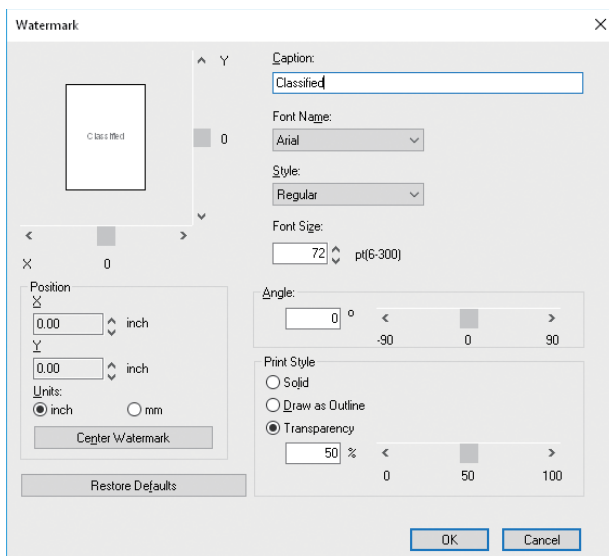 Watermark
Y
Classified
0
X 0
Position
X
0.00 inch
Y
0.00 inch
Units:
inch mm
Center Watermark
Restore Defaults
Caption:
Classified
Font Name:
Arial
Style:
Regular
Font Size:
72 pt(6-300)
Angle:
0 °
-90 0 90
Print Style
Solid
Draw as Outline
Transparency
50 %
0 50 100
OK Cancel